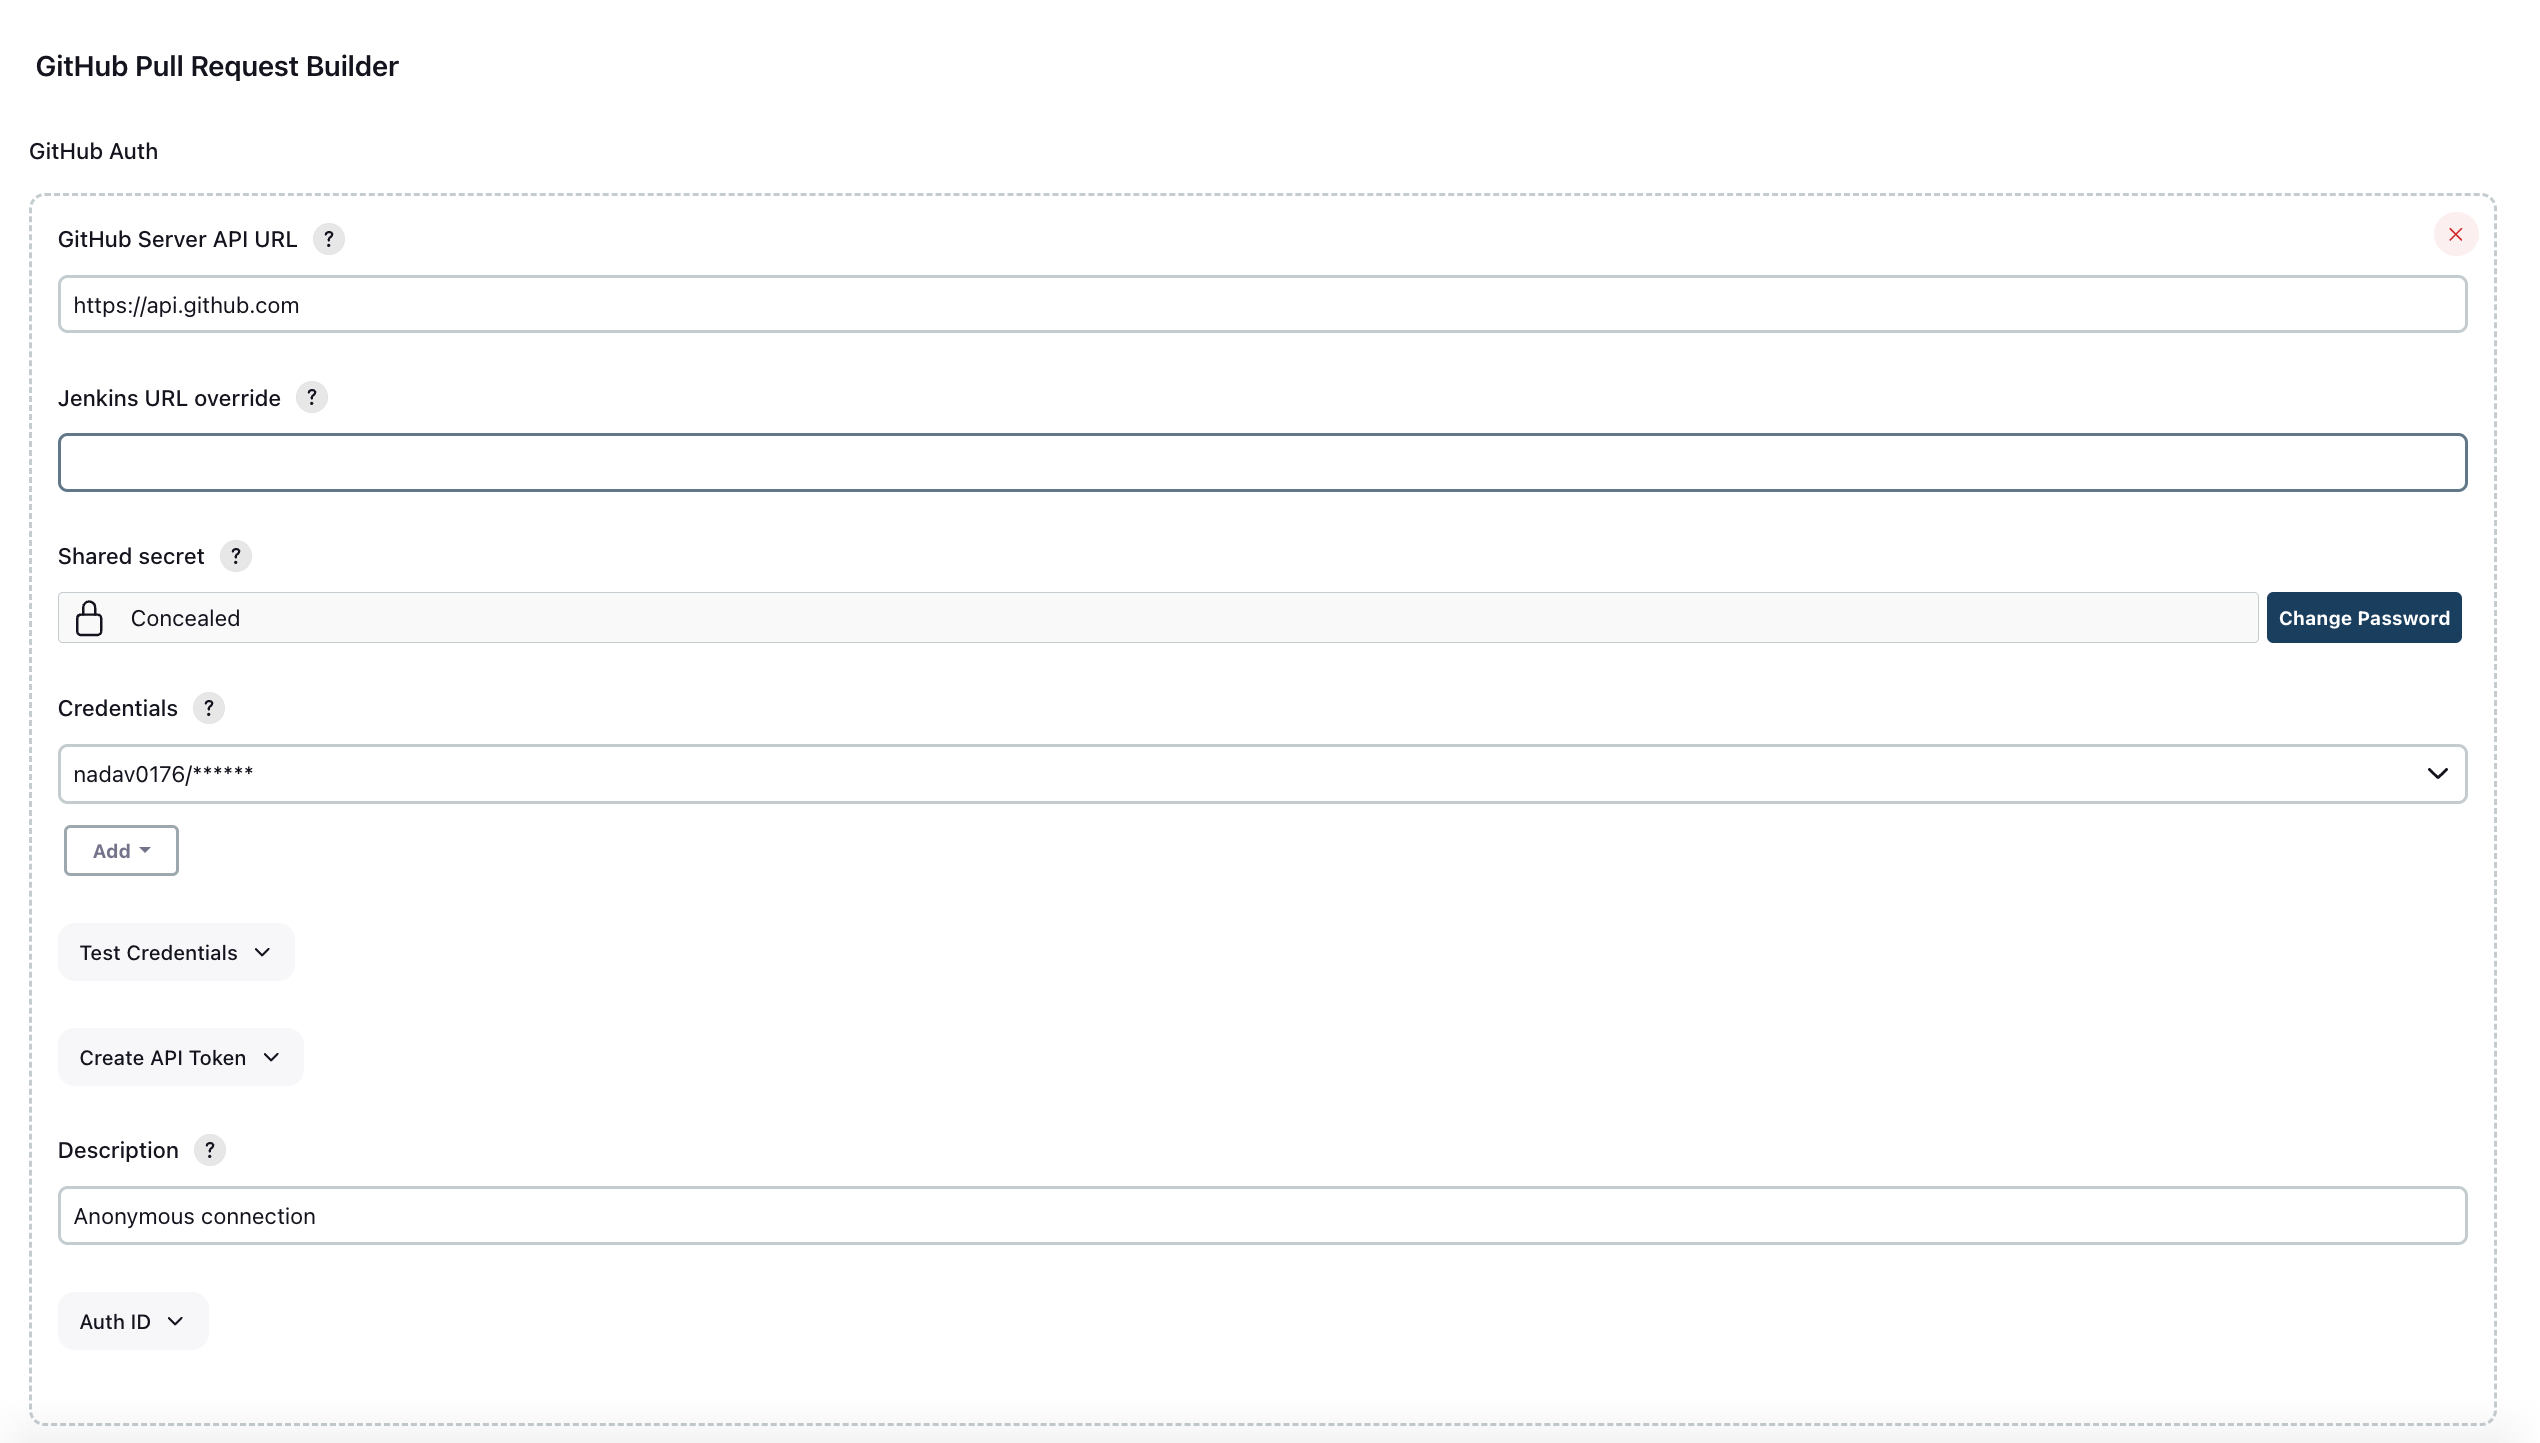 GitHub Pull Request Builder
GitHub Auth
GitHub Server API URL ?
https://api.github.com
Jenkins URL override ?
Shared secret ?
Concealed
Change Password
Credentials ?
nadav0176/******
Add
Test Credentials
Create API Token
Description ?
Anonymous connection
Auth ID